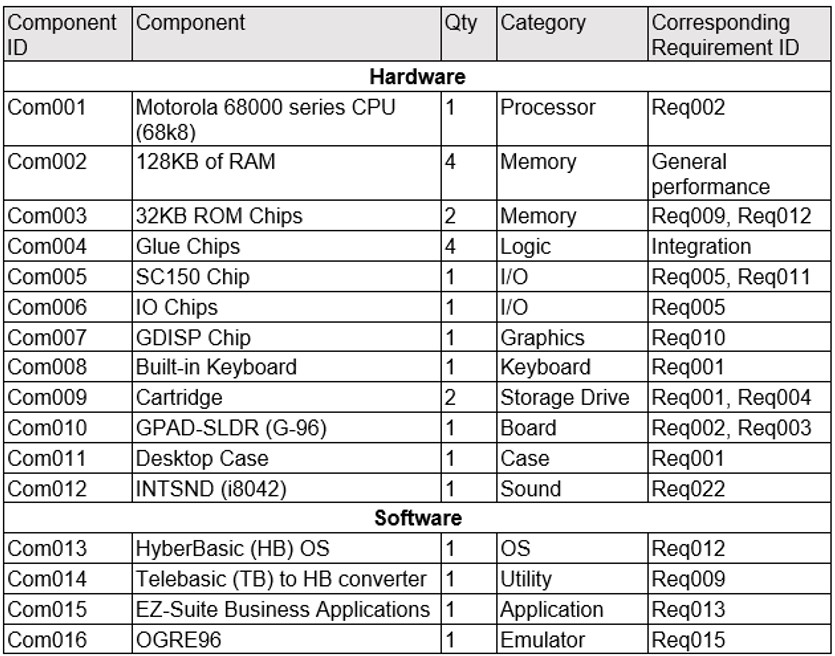 Component ID Component Qty Category Corresponding Requirement ID
Hardware
Com001 Motorola 68000 series CPU (68k8) 1 Processor Req002
Com002 128KB of RAM 4 Memory General performance
Com003 32KB ROM Chips 2 Memory Req009, Req012
Com004 Glue Chips 4 Logic Integration
Com005 SC150 Chip 1 I/O Req005, Req011
Com006 IO Chips 1 I/O Req005
Com007 GDISP Chip 1 Graphics Req010
Com008 Built-in Keyboard 1 Keyboard Req001
Com009 Cartridge 2 Storage Drive Req001, Req004
Com010 GPAD-SLDR (G-96) 1 Board Req002, Req003
Com011 Desktop Case 1 Case Req001
Com012 INTSND (i8042) 1 Sound Req022
Software
Com013 HyberBasic (HB) OS 1 OS Req012
Com014 Telebasic (TB) to HB converter 1 Utility Req009
Com015 EZ-Suite Business Applications 1 Application Req013
Com016 OGRE96 1 Emulator Req015